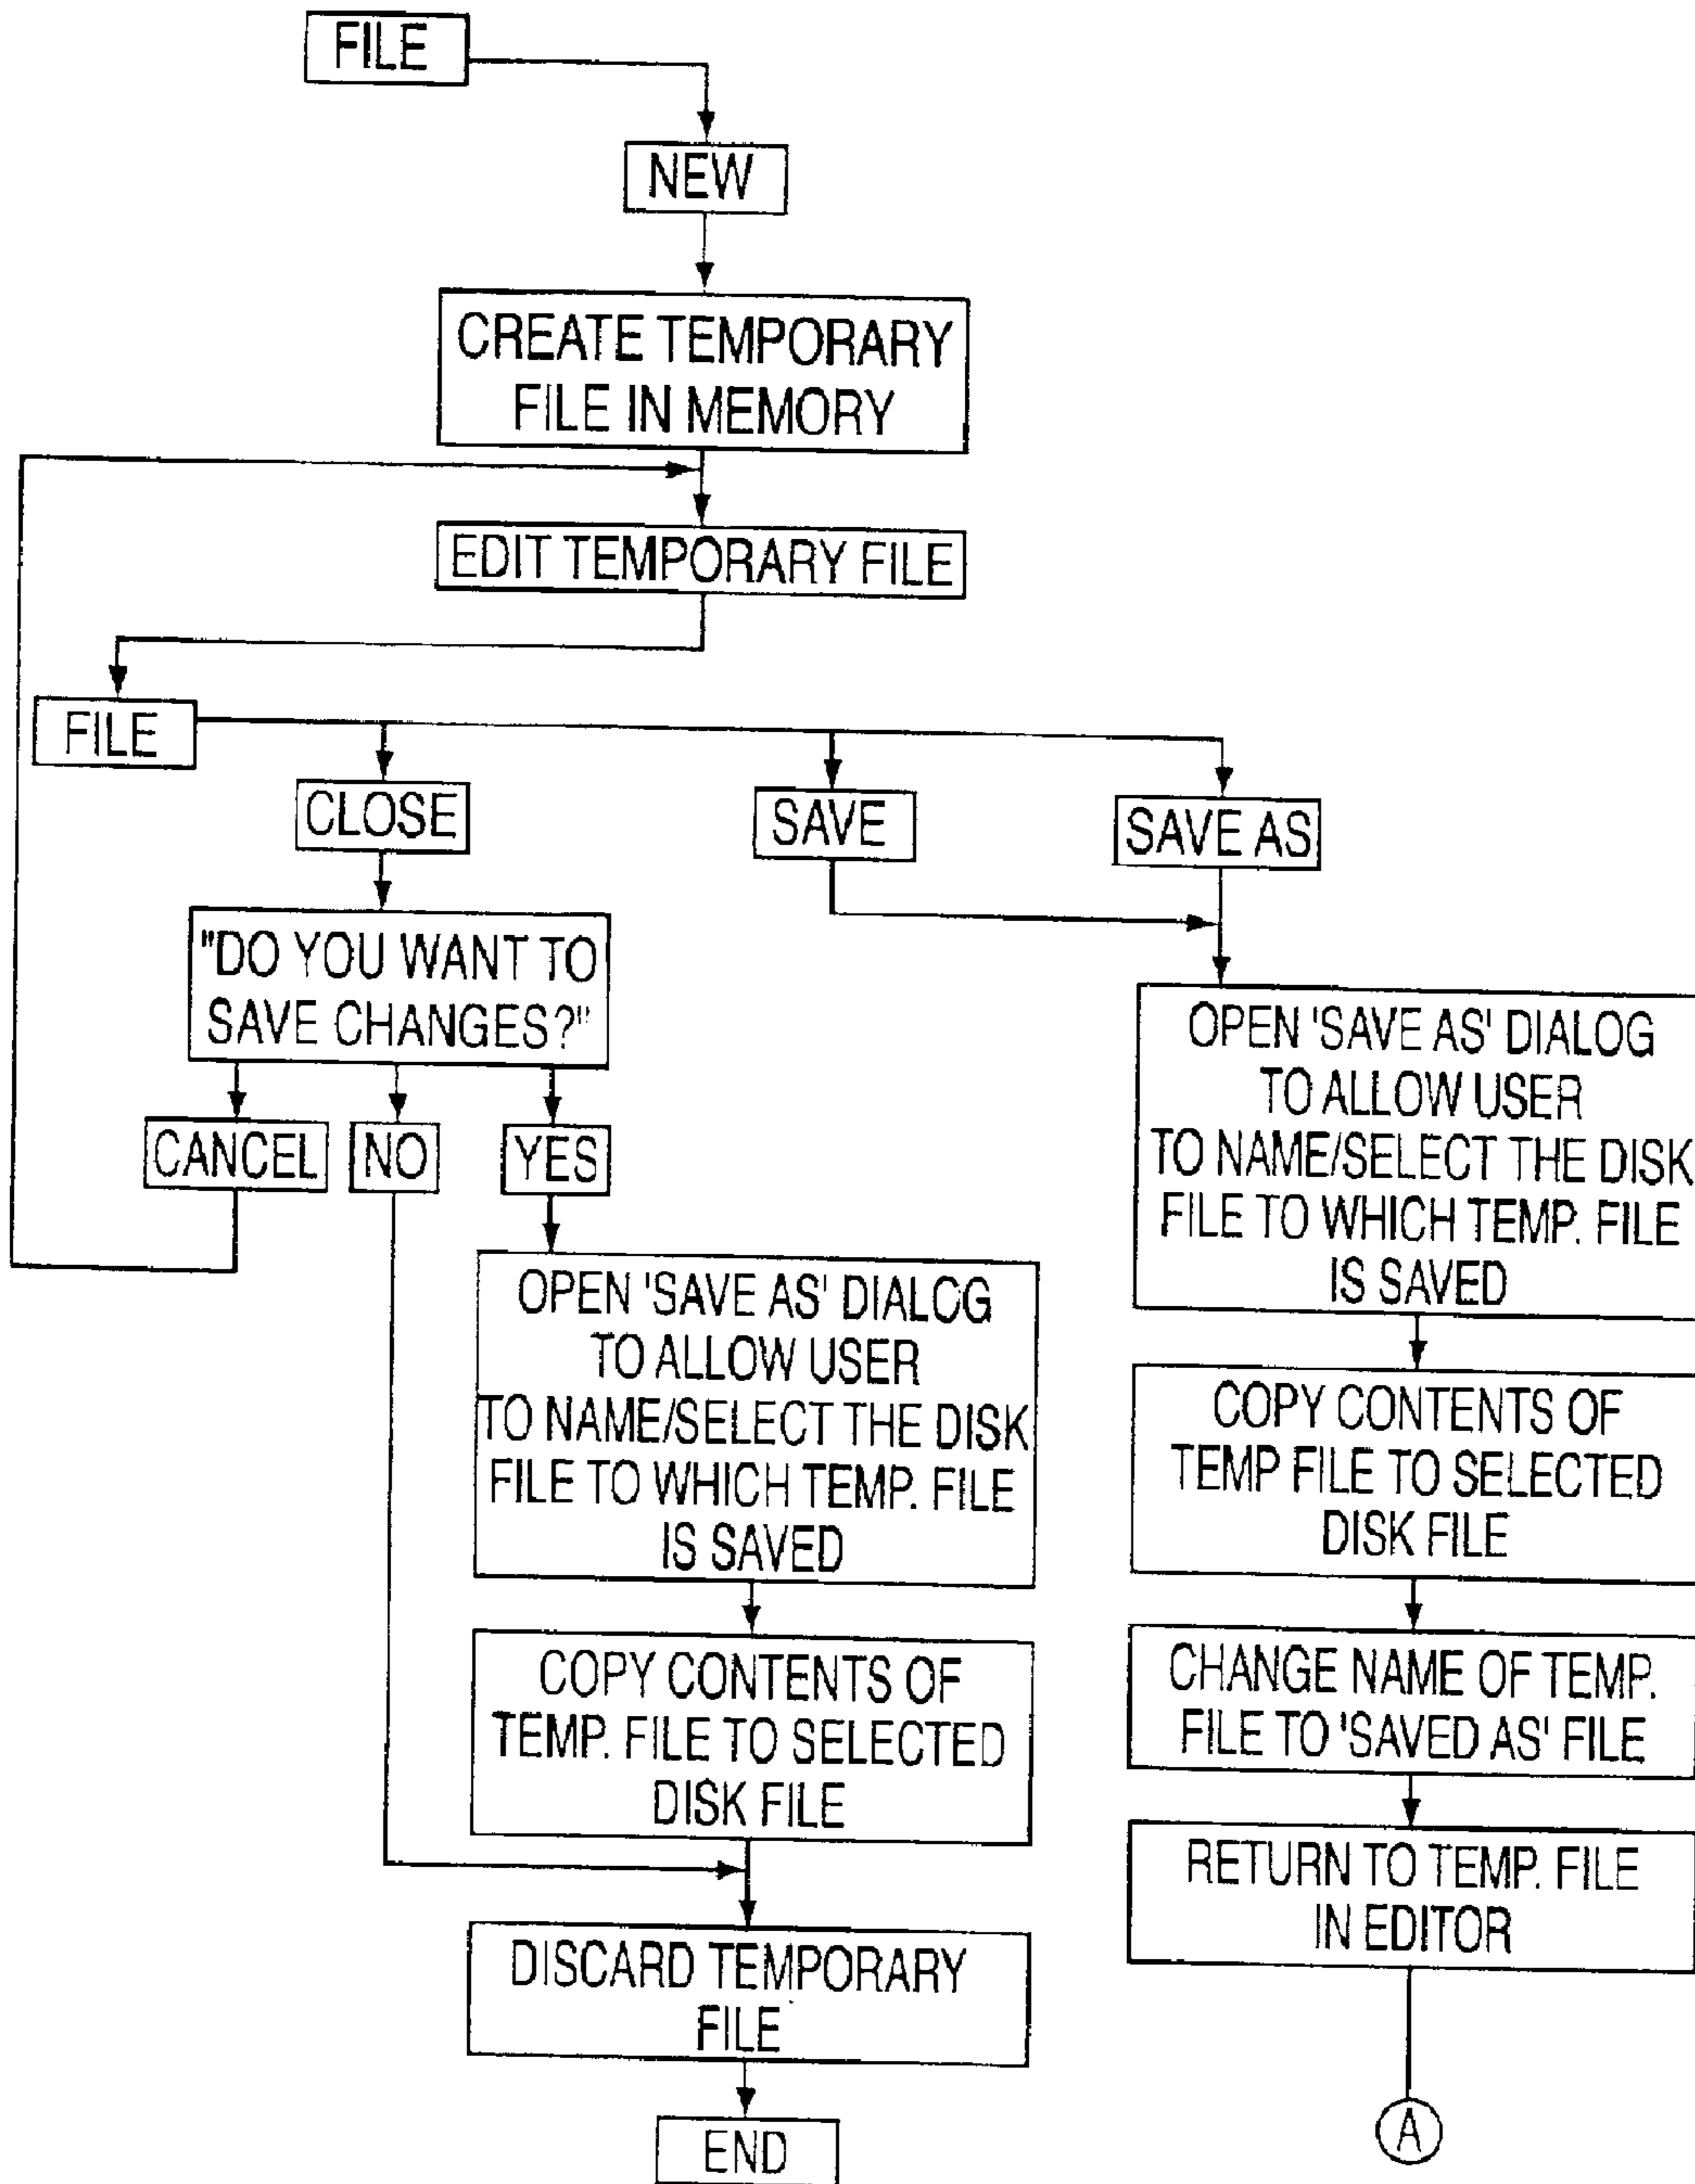 FILE
NEW
CREATE TEMPORARY
FILE IN MEMORY
EDIT TEMPORARY FILE
FILE
CLOSE
SAVE
SAVE AS
"DO YOU WANT TO
SAVE CHANGES?"
CANCEL
NO
YES
OPEN 'SAVE AS' DIALOG
TO ALLOW USER
TO NAME/SELECT THE DISK
FILE TO WHICH TEMP. FILE
IS SAVED
COPY CONTENTS OF
TEMP. FILE TO SELECTED
DISK FILE
DISCARD TEMPORARY
FILE
END
OPEN 'SAVE AS' DIALOG
TO ALLOW USER
TO NAME/SELECT THE DISK
FILE TO WHICH TEMP. FILE
IS SAVED
COPY CONTENTS OF
TEMP FILE TO SELECTED
DISK FILE
CHANGE NAME OF TEMP.
FILE TO 'SAVED AS' FILE
RETURN TO TEMP. FILE
IN EDITOR
A